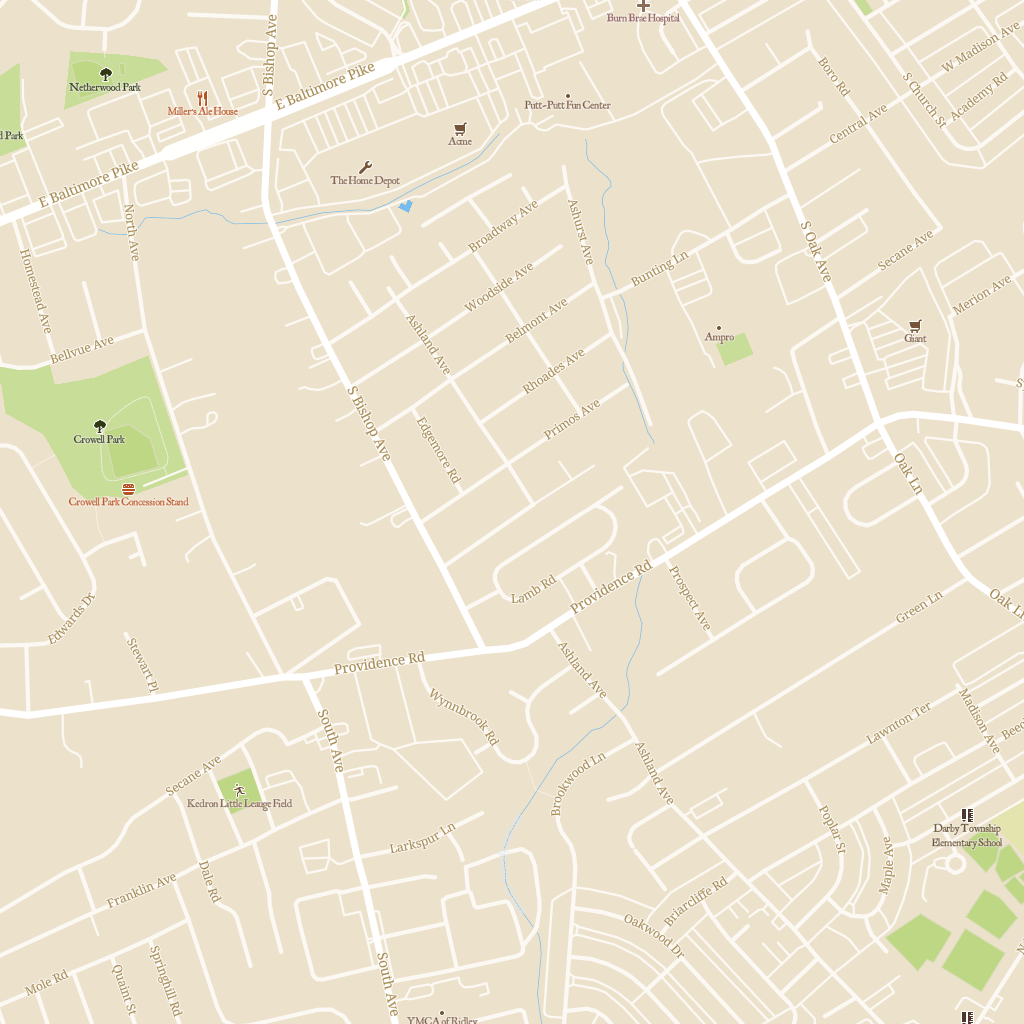 Burn Brae Hospital
S Bishop Ave
W Madison Ave
E Baltimore Pike
Boro Rd
S Church St
Academy Rd
Netherwood Park
Miller's Ale House
Putt-Putt Fun Center
Central Ave
d Park
Acme
The Home Depot
E Baltimore Pike
North Ave
Broadway Ave
Ashurst Ave
S Oak Ave
Secane Ave
Homestead Ave
Woodside Ave
Bunting Ln
Merion Ave
Belmont Ave
Ashland Ave
Ampro
Giant
Bellvue Ave
Rhoades Ave
S Bishop Ave
Primos Ave
Crowell Park
Edgemore Rd
Oak Ln
Crowell Park Concession Stand
Lamb Rd
Providence Rd
Prospect Ave
Green Ln
Oak Ln
Edwards Dr
Stewart Pl
Providence Rd
Ashland Ave
Wynnbrook Rd
South Ave
Lawnton Ter
Madison Ave
Secane Ave
Ashland Ave
Brookwood Ln
Kedron Little Leauge Field
Larkspur Ln
Poplar St
Darby Township
Elementary School
Maple Ave
Franklin Ave
Dale Rd
Briarcliffe Rd
Oakwood Dr
Mole Rd
Quaint St
Springhill Rd
South Ave
YMCA of Ridley